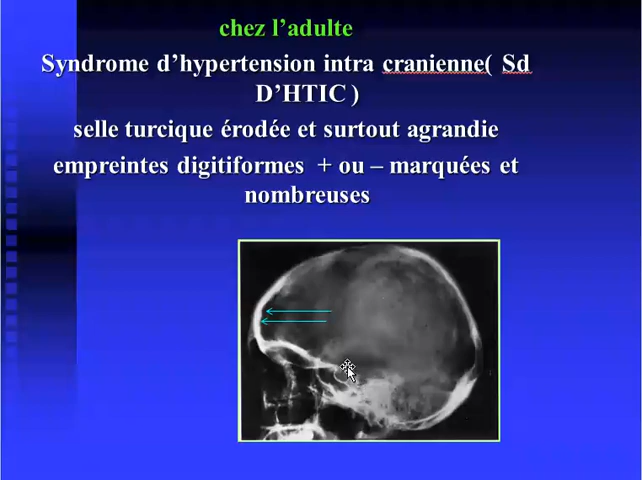 chez l’adulte
Syndrome d’hypertension intra cranienne( Sd
D’HTIC )
selle turcique érodée et surtout agrandie
empreintes digitiformes + ou – marquées et
nombreuses